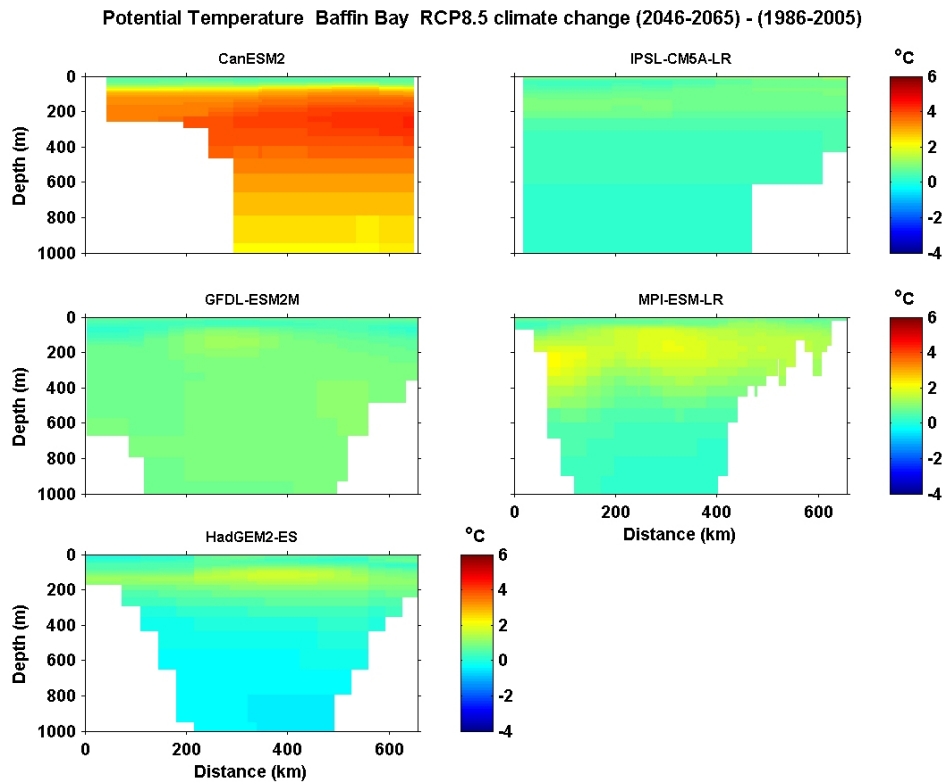 Potential Temperature Baffin Bay RCP8.5 climate change (2046-2065) - (1986-2005)
CanESM2
0
200
400
600
800
1000
Depth (m)
IPSL-CM5A-LR
°C
6
4
2
0
-2
-4
GFDL-ESM2M
0
200
400
600
800
1000
Depth (m)
MPI-ESM-LR
0 200 400 600
Distance (km)
°C
6
4
2
0
-2
-4
HadGEM2-ES
0
200
400
600
800
1000
Depth (m)
0 200 400 600
Distance (km)
°C
6
4
2
0
-2
-4